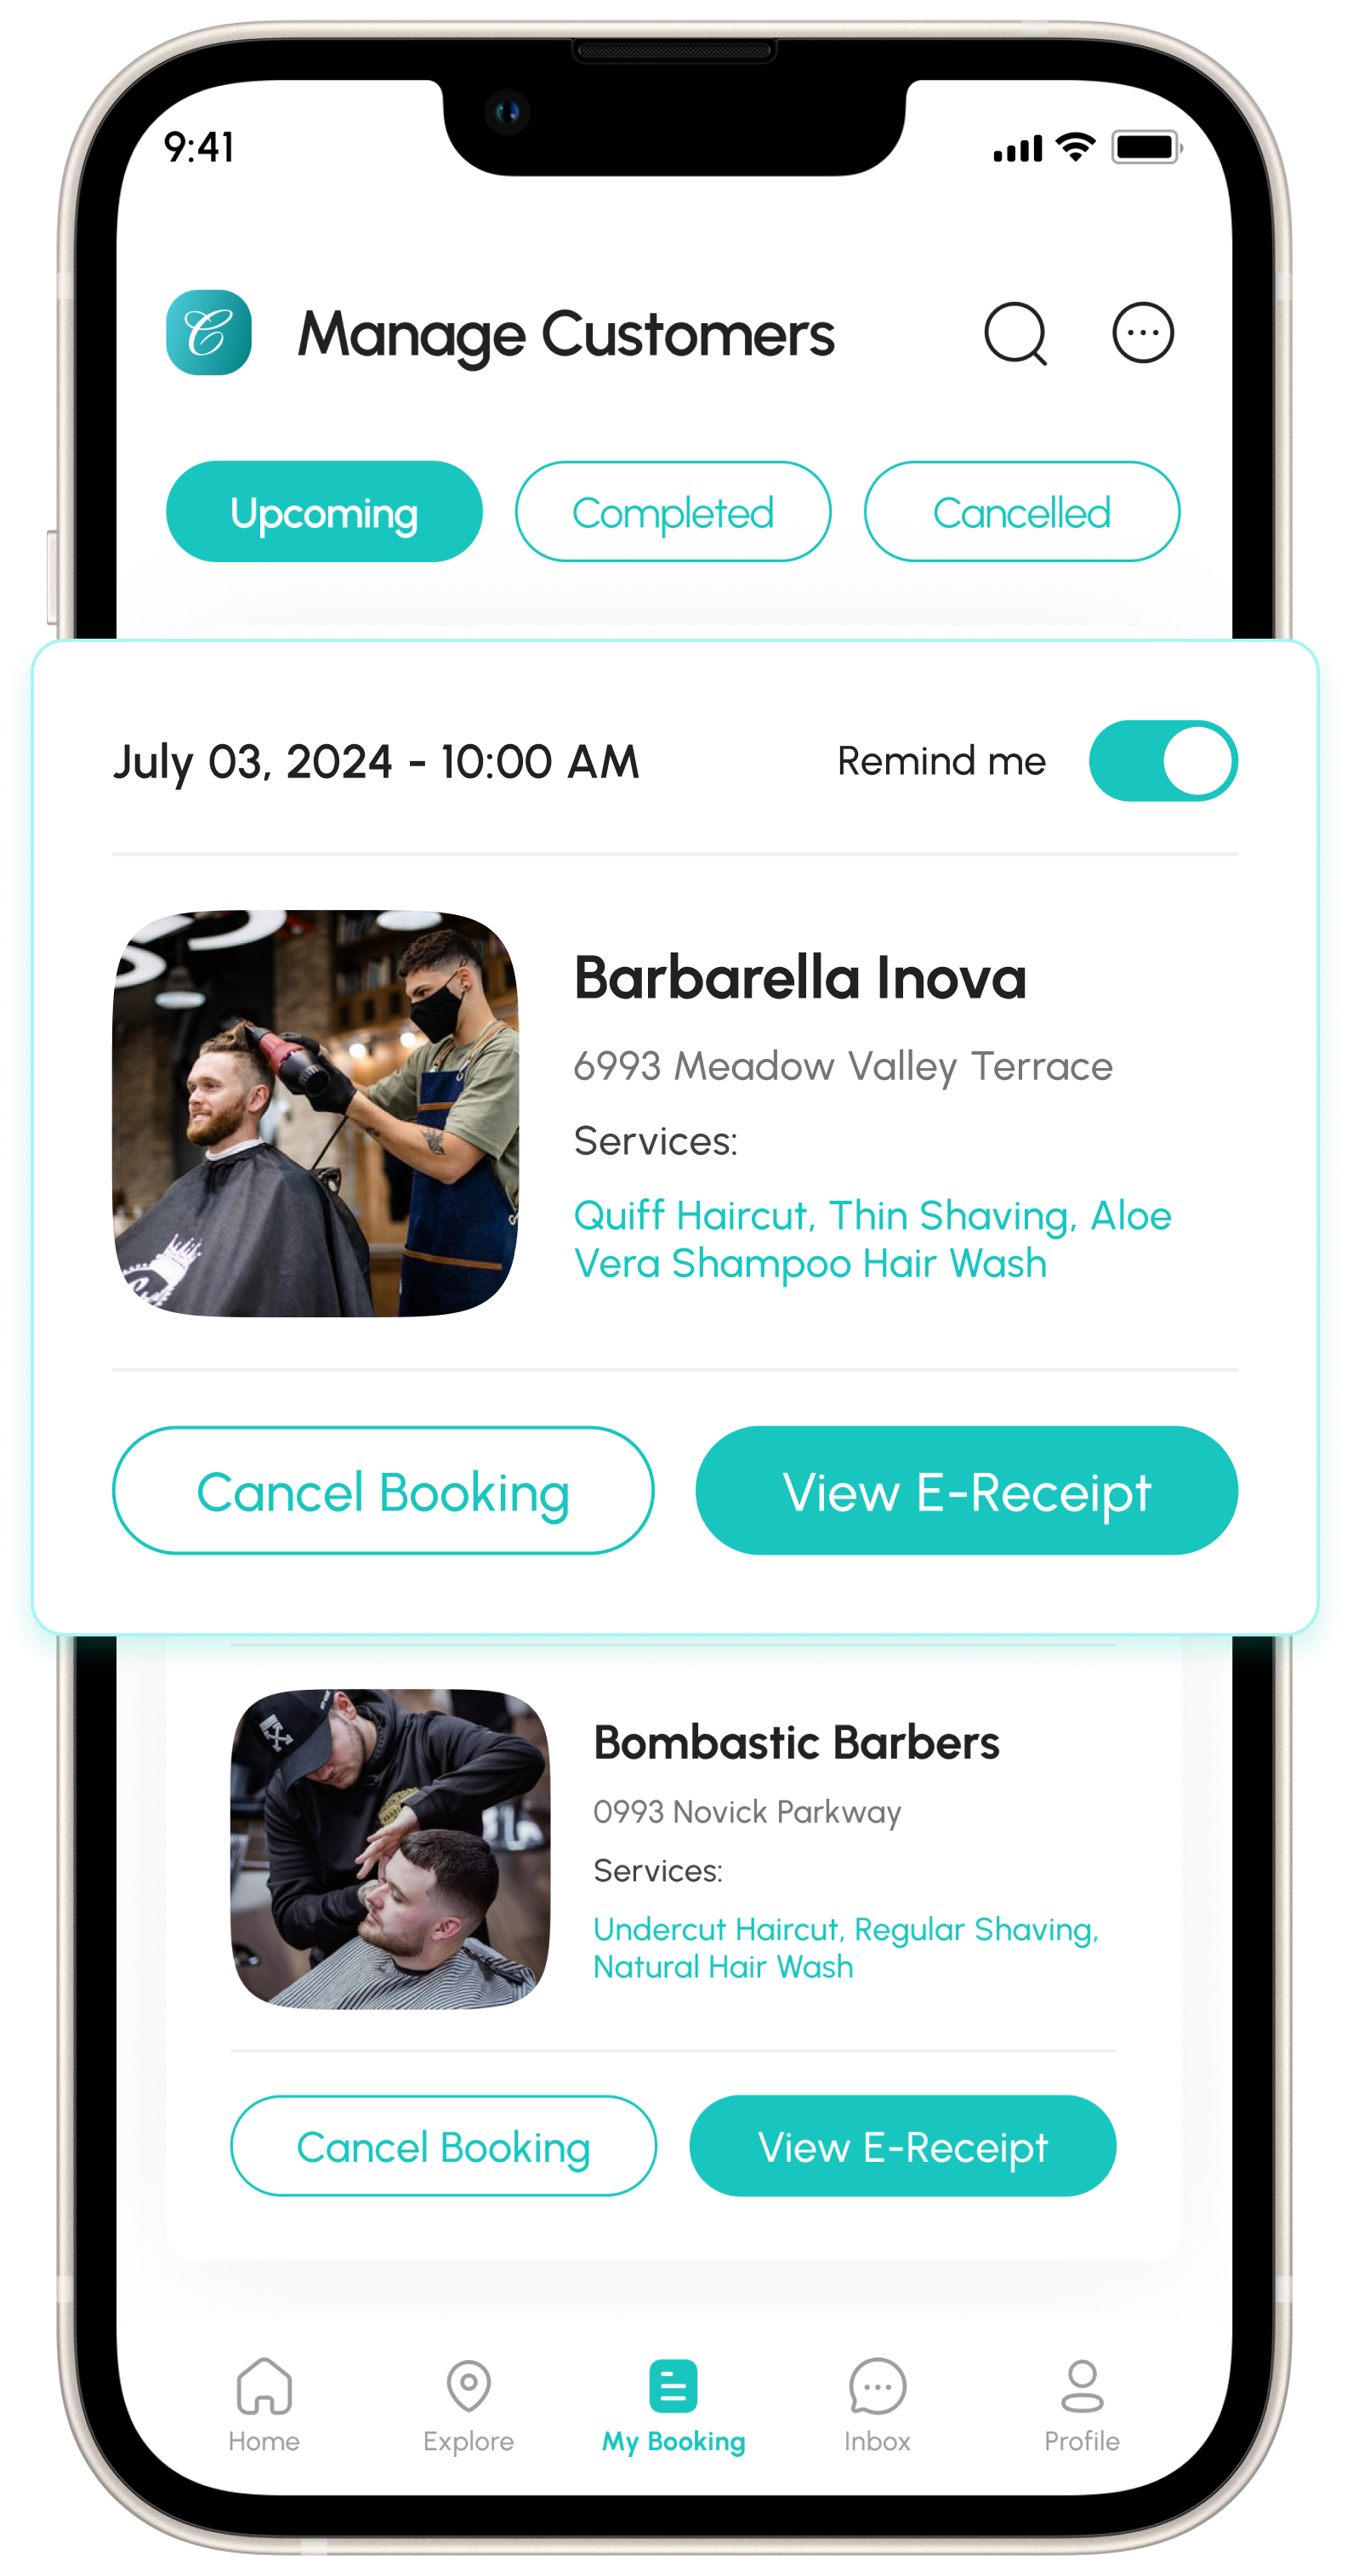 9:41
C
Manage Customers
Upcoming
Completed
Cancelled
July 03, 2024 - 10:00 AM
Remind me
Barbarella Inova
6993 Meadow Valley Terrace
Services:
Quiff Haircut, Thin Shaving, Aloe
Vera Shampoo Hair Wash
Cancel Booking
View E-Receipt
Bombastic Barbers
0993 Novick Parkway
Services:
Undercut Haircut, Regular Shaving,
Natural Hair Wash
Cancel Booking
View E-Receipt
Home
Explore
My Booking
Inbox
Profile